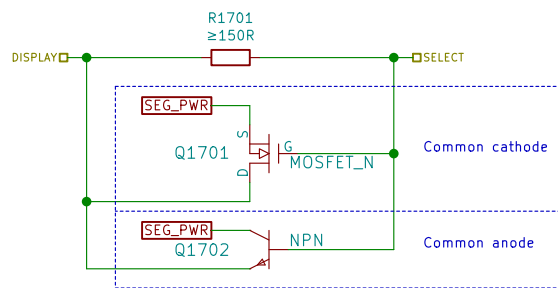 R1701
≥150R
DISPLAY
SELECT
SEG_PWR
S
Q1701
G
MOSFET_N
D
Common cathode
SEG_PWR
Q1702
NPN
Common anode